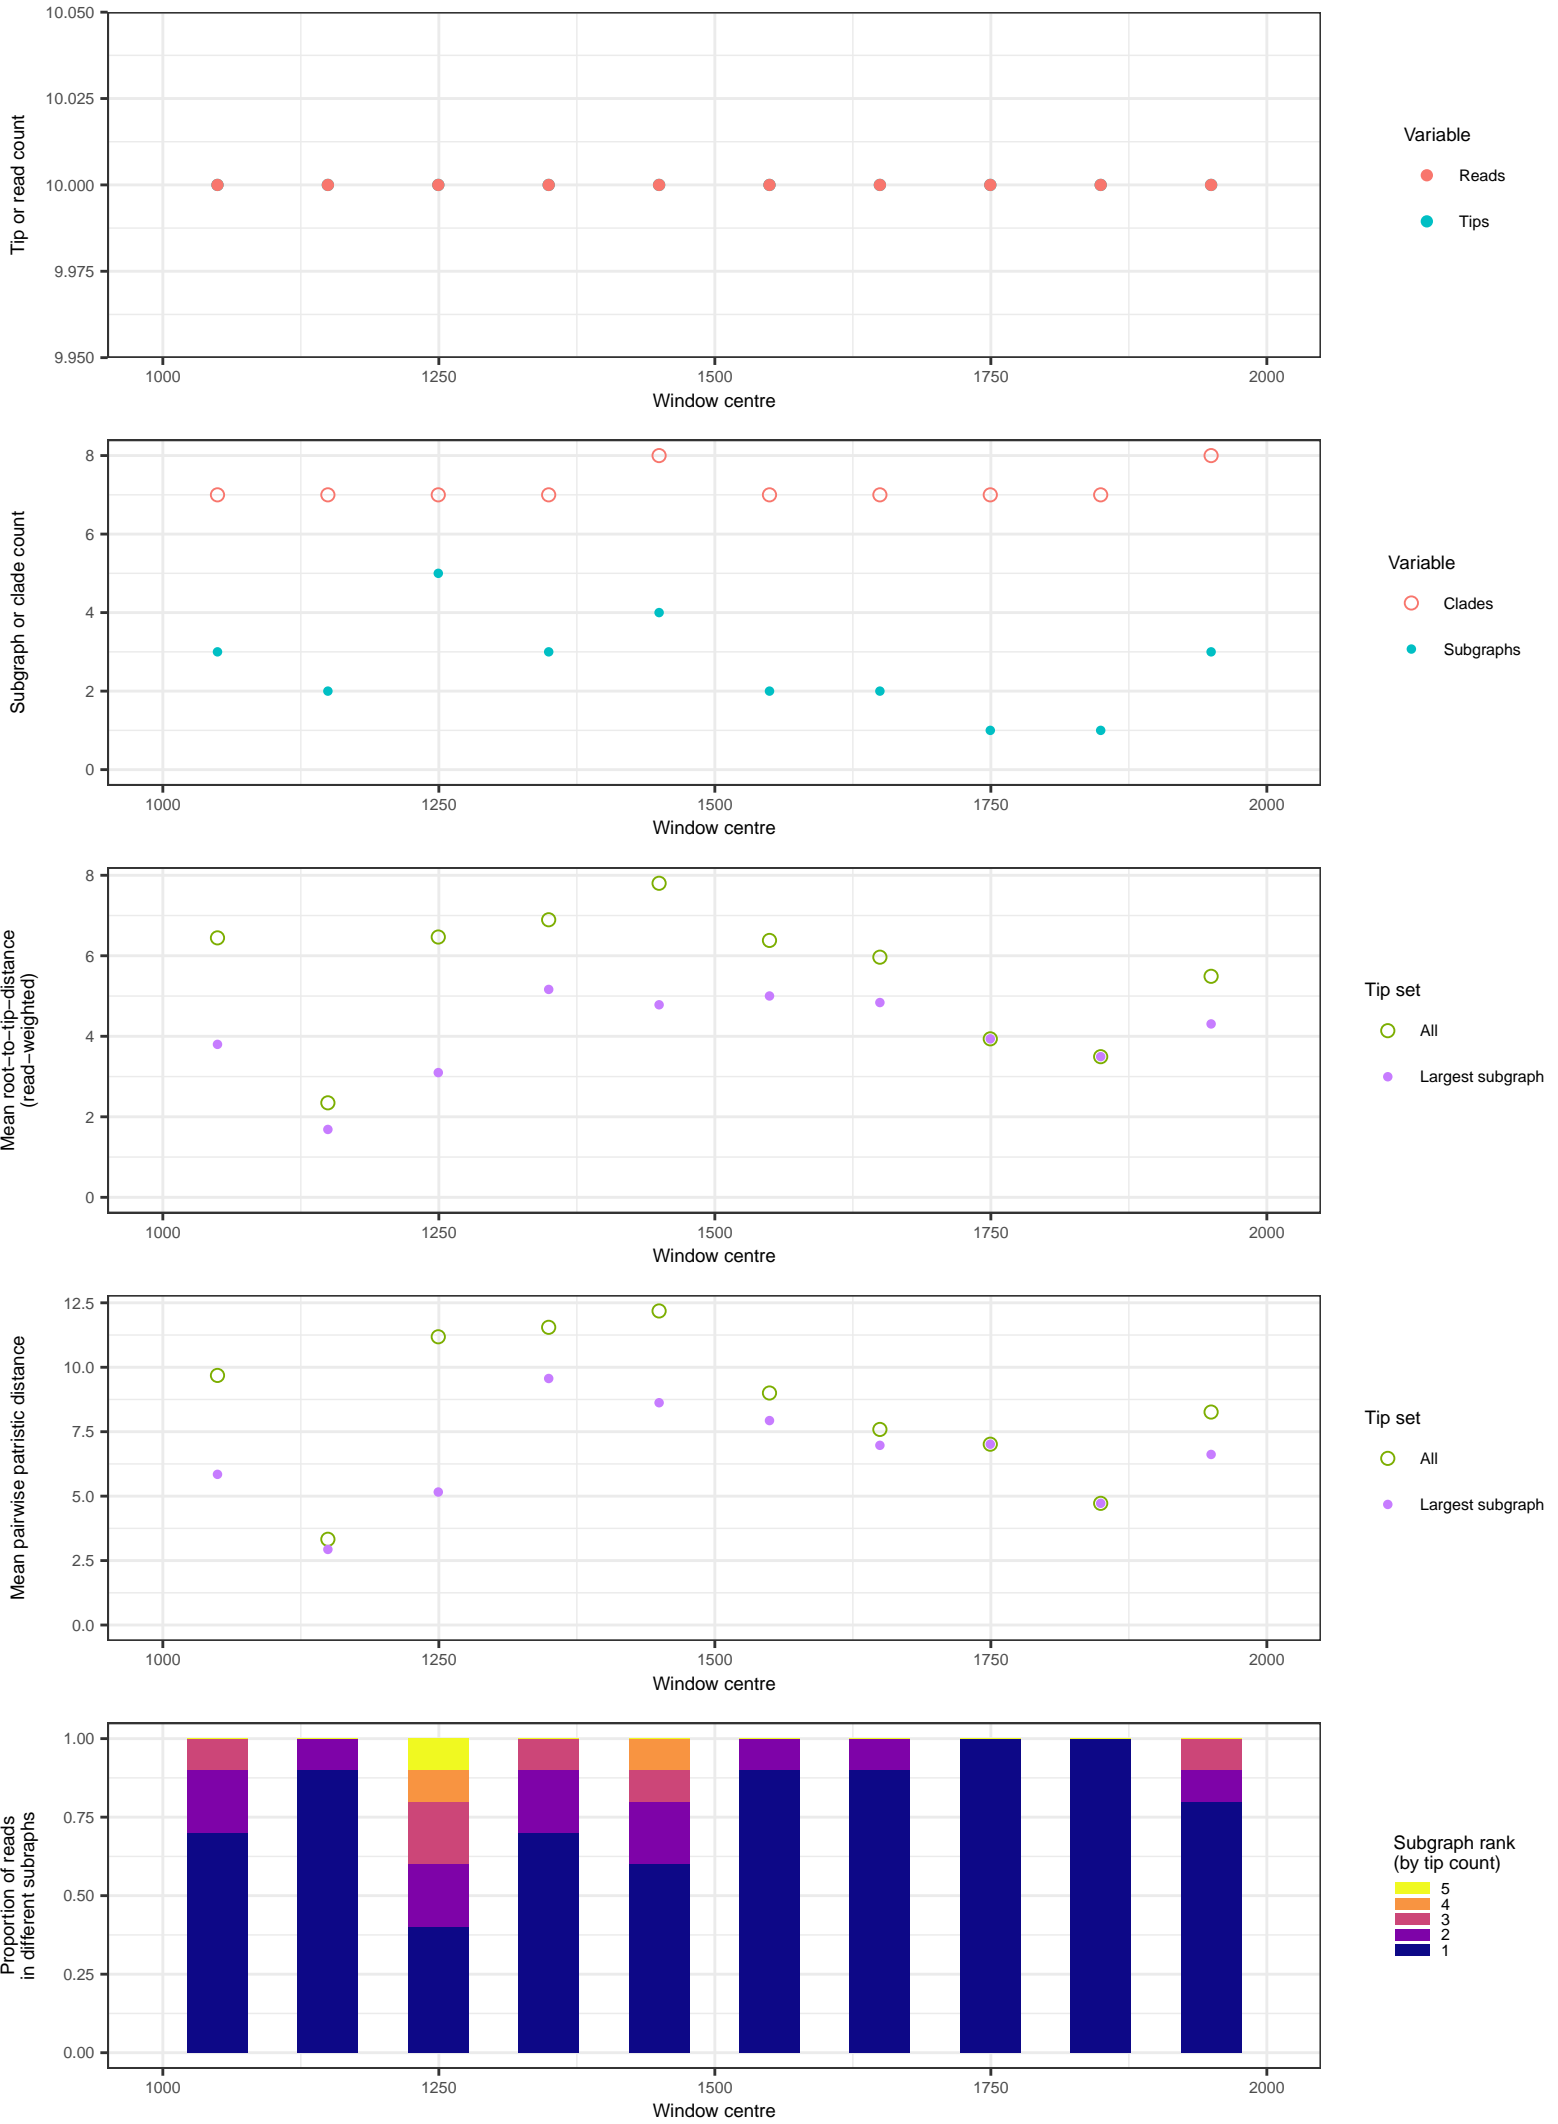 10.050
10.025
10.000
9.975
9.950
Tip or read count
1000 1250 1500 1750 2000
Window centre
Variable
Reads
Tips
8
6
4
2
0
Subgraph or clade count
1000 1250 1500 1750 2000
Window centre
Variable
Clades
Subgraphs
8
6
4
2
0
Mean root−to−tip−distance
(read−weighted)
1000 1250 1500 1750 2000
Window centre
Tip set
All
Largest subgraph
12.5
10.0
7.5
5.0
2.5
0.0
Mean pairwise patristic distance
1000 1250 1500 1750 2000
Window centre
Tip set
All
Largest subgraph
1.00
0.75
0.50
0.25
0.00
Proportion of reads
in different subraphs
1000 1250 1500 1750 2000
Window centre
Subgraph rank
(by tip count)
5
4
3
2
1